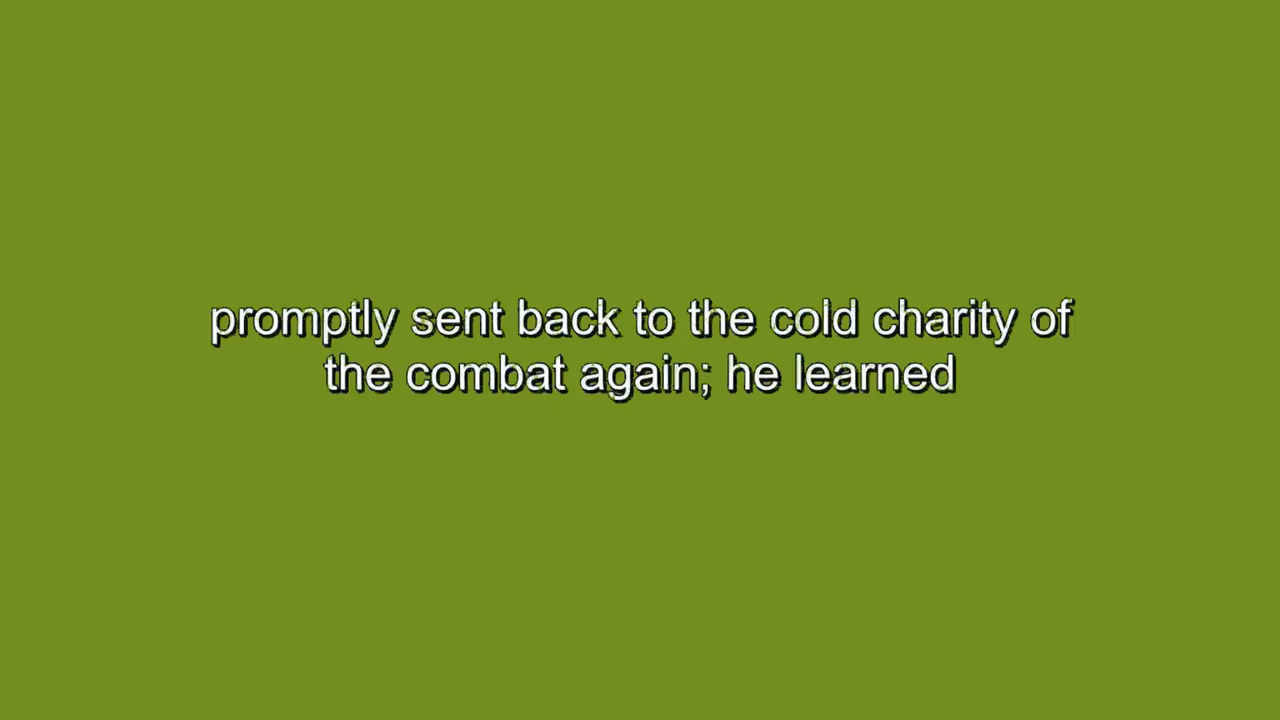 promptly sent back to the cold charity of
the combat again; he learned